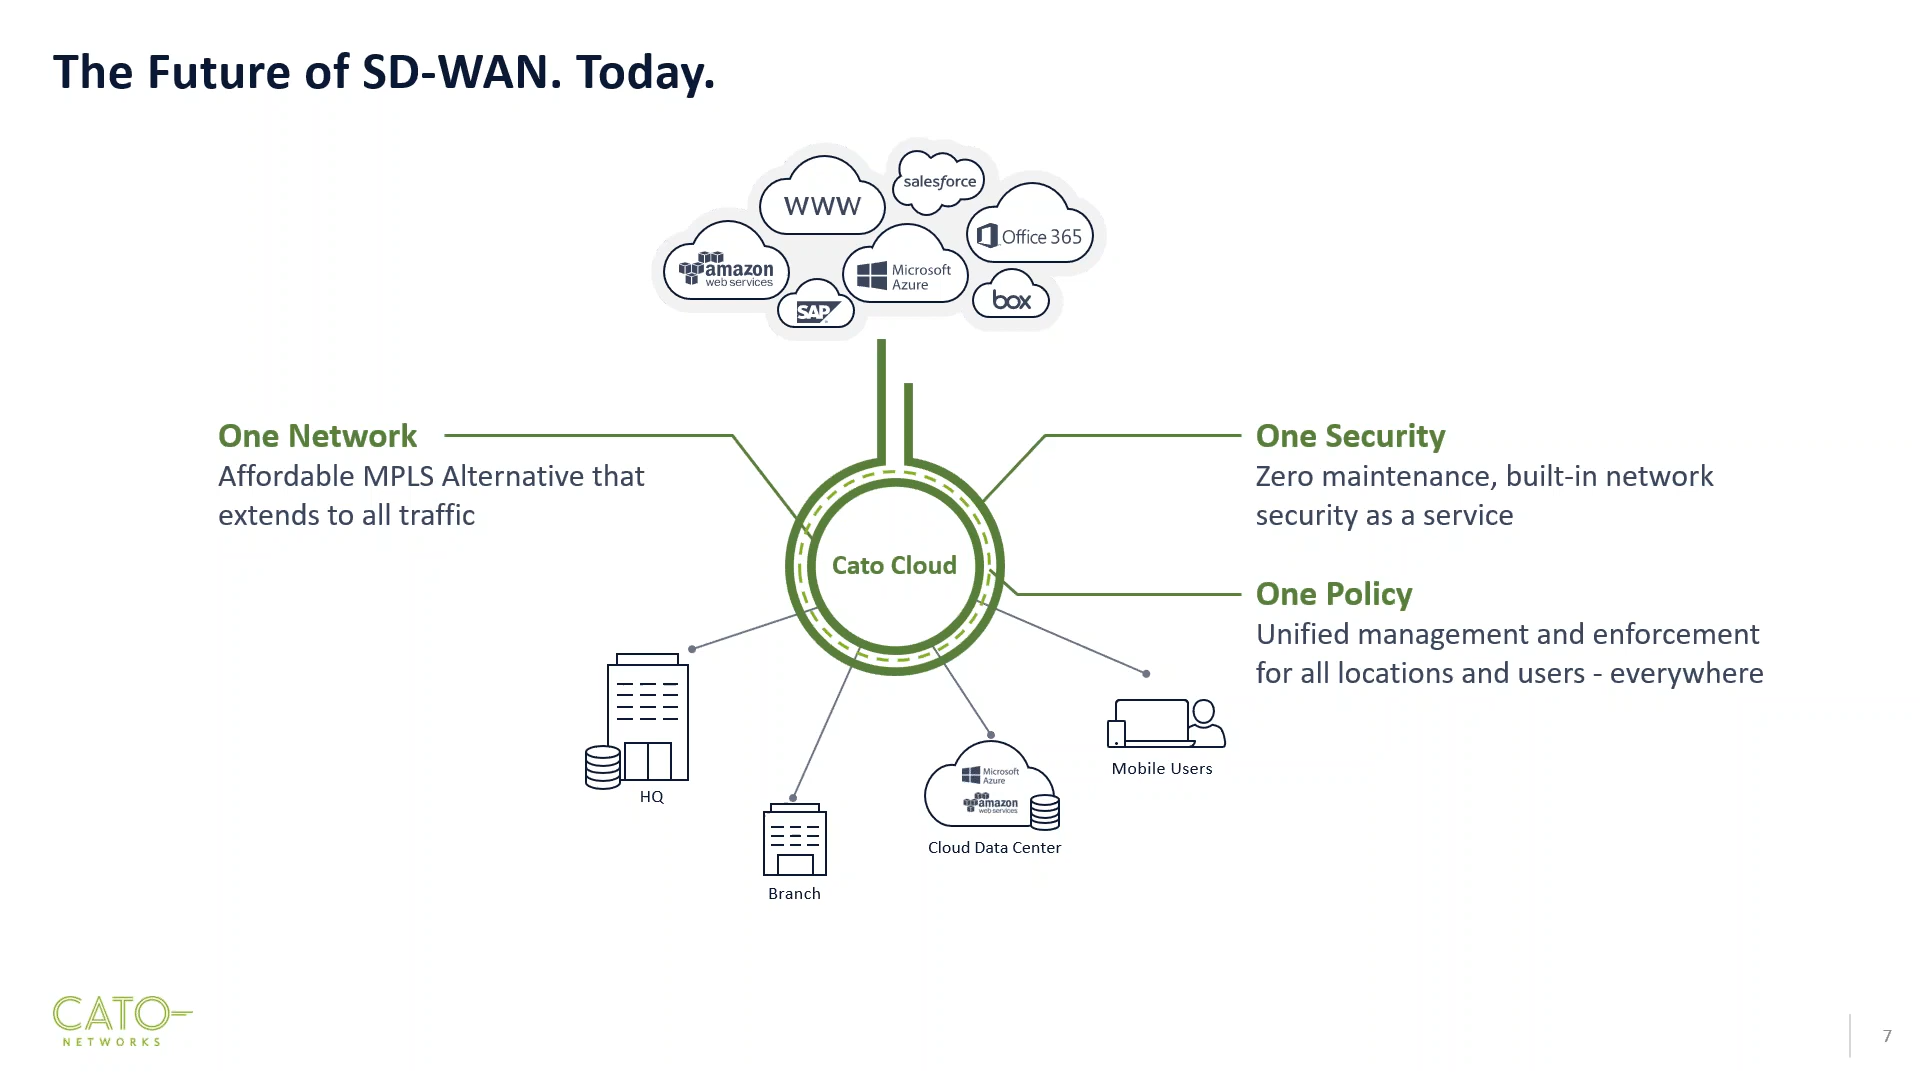 The Future of SD-WAN. Today.
salesforce
WWW
Office 365
amazon
web services
Microsoft
Azure
SAP
box
One Network
Affordable MPLS Alternative that
extends to all traffic
One Security
Zero maintenance, built-in network
security as a service
Cato Cloud
One Policy
Unified management and enforcement
for all locations and users - everywhere
HQ
Branch
Microsoft
Azure
amazon
web services
Cloud Data Center
Mobile Users
CATO
NETWORKS
7